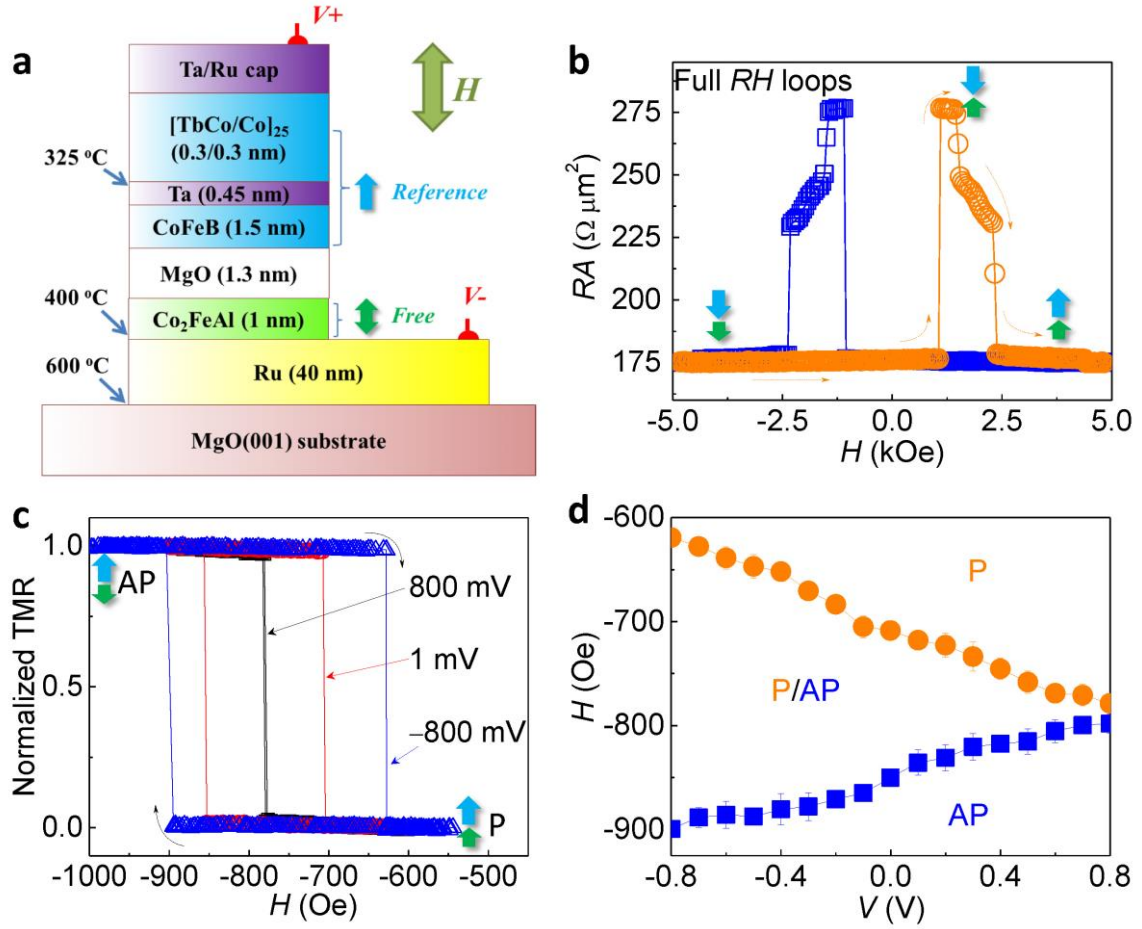 a
V+
H
Ta/Ru cap
[TbCo/Co]25
(0.3/0.3 nm)
325 °C
Ta (0.45 nm)
Reference
CoFeB (1.5 nm)
MgO (1.3 nm)
V-
400 °C
Co2FeAl (1 nm)
Free
600 °C
Ru (40 nm)
MgO(001) substrate
b
Full RH loops
275
250
225
200
175
RA (Ω μm²)
-5.0
-2.5
0.0
2.5
5.0
H (kOe)
c
1.0
0.5
0.0
Normalized TMR
AP
800 mV
1 mV
−800 mV
P
-1000
-900
-800
-700
-600
-500
H (Oe)
d
-600
-700
-800
-900
H (Oe)
P
P/AP
AP
-0.8
-0.4
0.0
0.4
0.8
V (V)